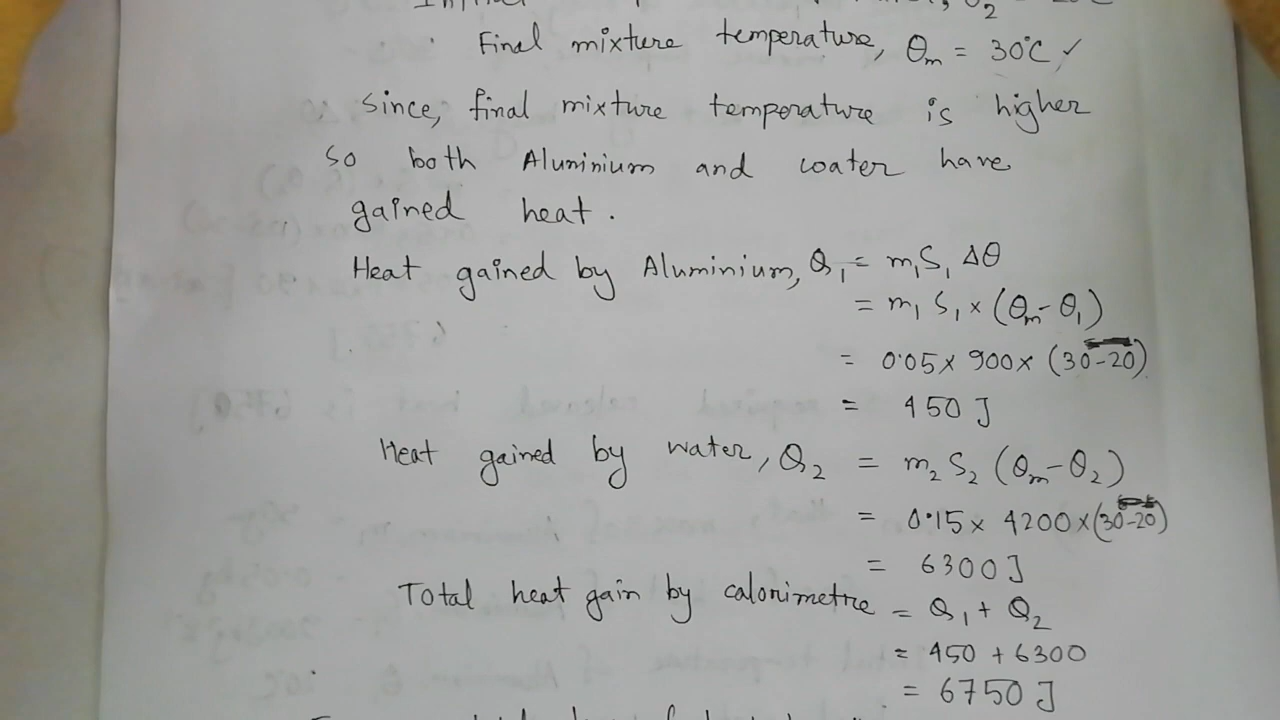 Final mixture temperature, θm = 30°C ✓
Since, final mixture temperature is higher
so both Aluminium and water have
gained heat.
Heat gained by Aluminium, Q₁ = m₁S₁ Δθ
= m₁ S₁ × (θm - θ₁)
= 0.05 × 900 × (30-20)
= 450 J
Heat gained by water, Q₂ = m₂ S₂ (θm - θ₂)
= 0.15 × 4200 × (30-20)
= 6300 J
Total heat gain by calorimetre = Q₁ + Q₂
= 450 + 6300
= 6750 J